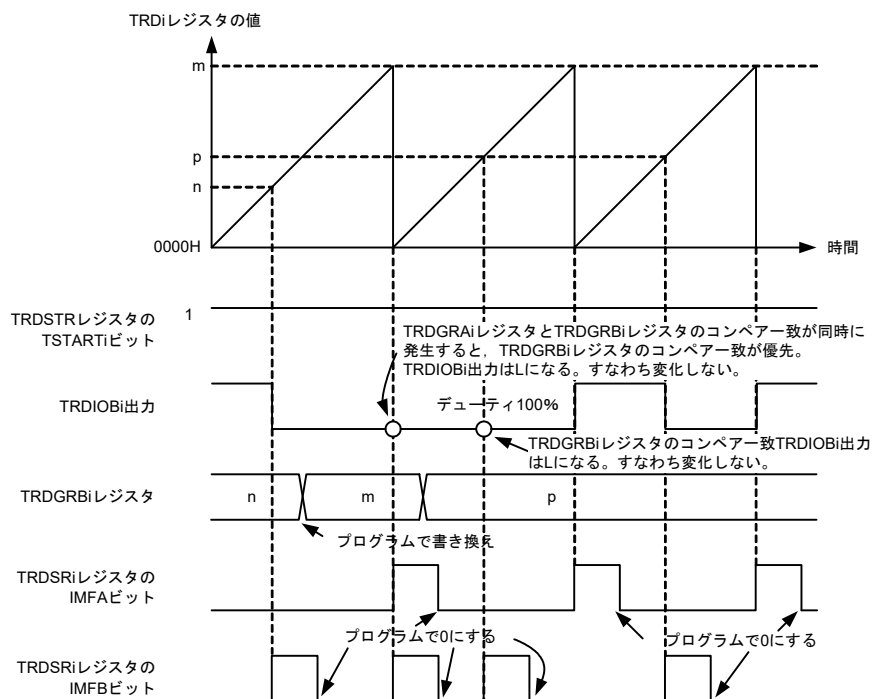 TRDiレジスタの値
m
p
n
0000H
時間
TRDSTRレジスタの
TSTARTiビット
1
TRDGRAiレジスタとTRDGRBiレジスタのコンペアー致が同時に
発生すると，TRDGRBiレジスタのコンペアー致が優先。
TRDIOBi出力はLになる。すなわち変化しない。
TRDIOBi出力
デューティ100%
TRDGRBiレジスタのコンペアー致TRDIOBi出力
はLになる。すなわち変化しない。
TRDGRBiレジスタ
n
m
p
プログラムで書き換え
TRDSRiレジスタの
IMFAビット
プログラムで0にする
プログラムで0にする
TRDSRiレジスタの
IMFBビット